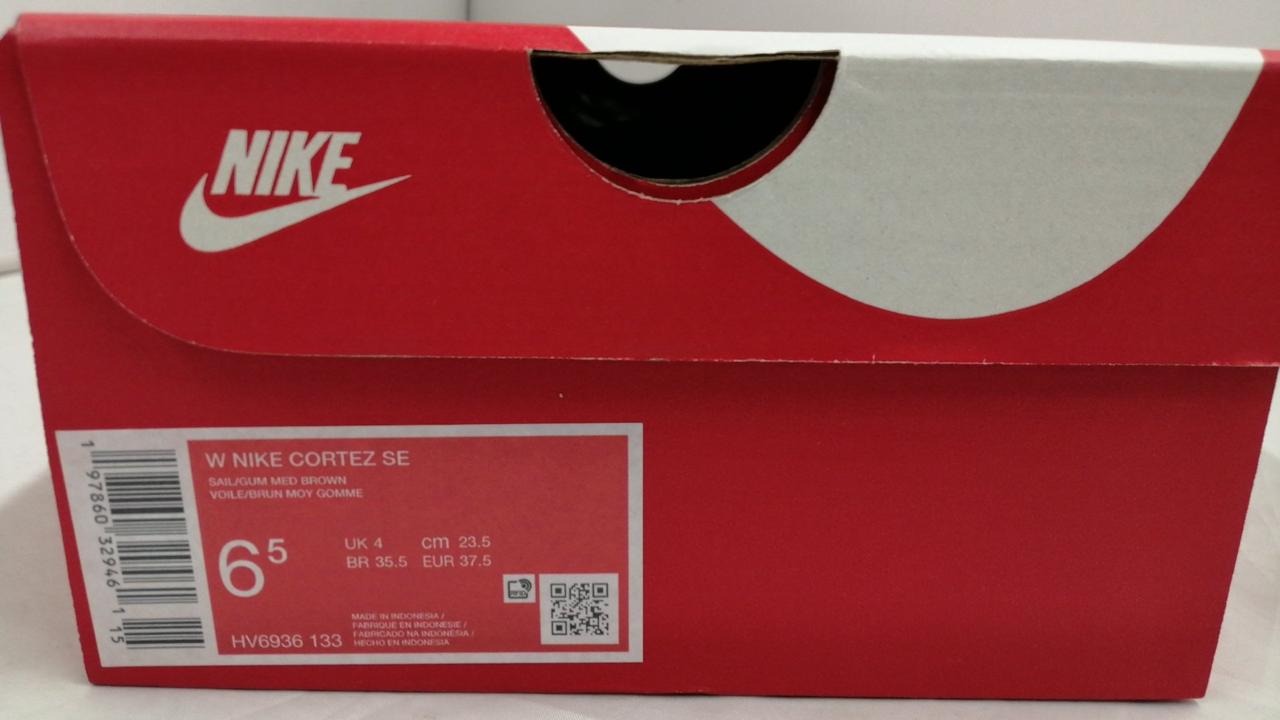 NIKE
W NIKE CORTEZ SE
SAIL/GUM MED BROWN
VOILE/BRUN MOY GOMME
6⁵
UK 4 cm 23.5
BR 35.5 EUR 37.5
MADE IN INDONESIA /
FABRIQUE EN INDONESIE /
FABRICADO NA INDONÉSIA /
HECHO EN INDONESIA
HV6936 133
1 97860 32946 1 15